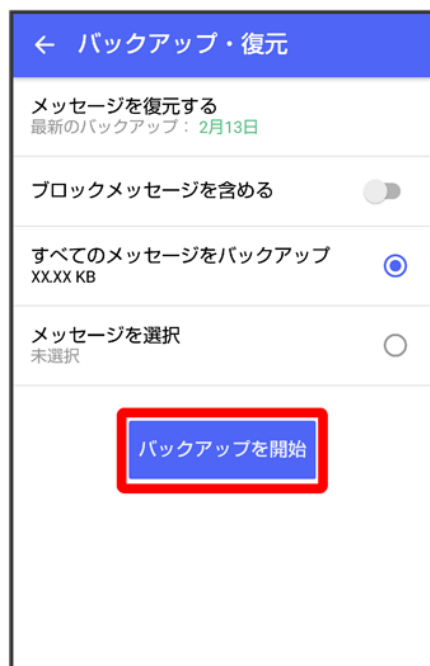 バックアップ・復元
メッセージを復元する
最新のバックアップ： 2月13日
ブロックメッセージを含める
すべてのメッセージをバックアップ
XX.XX KB
メッセージを選択
未選択
バックアップを開始